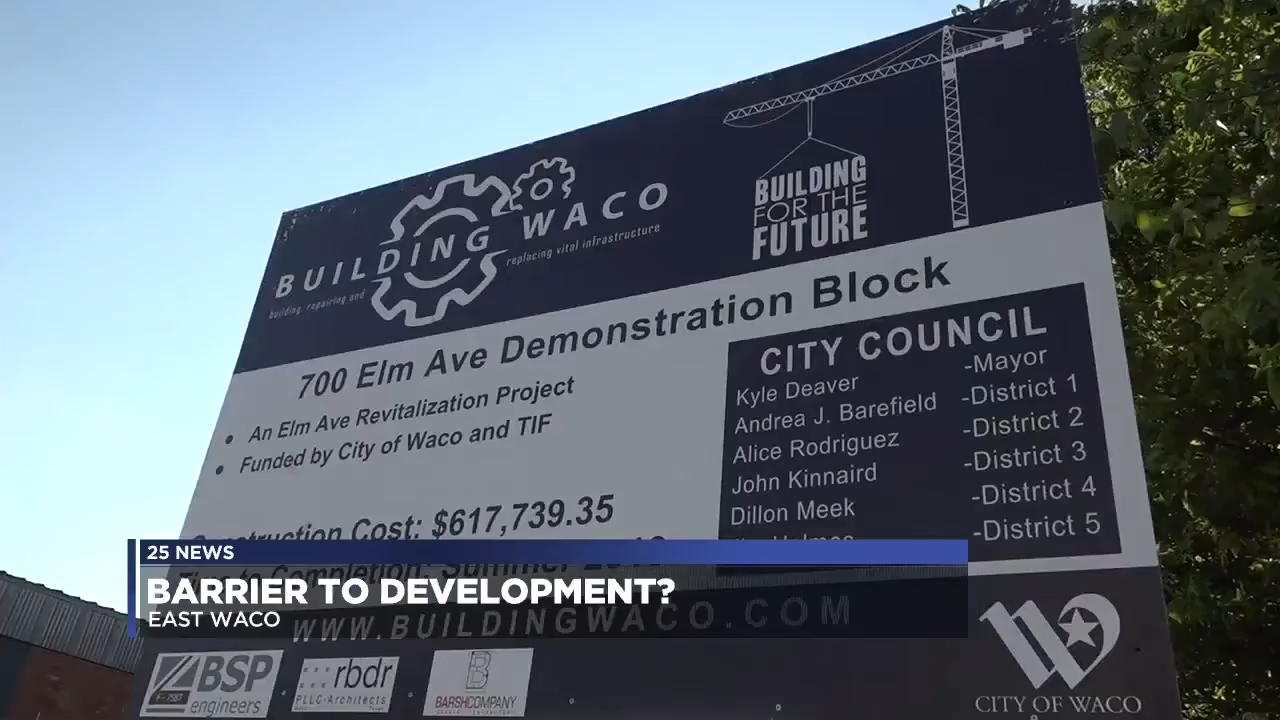 BUILDING WACO
building, repairing and replacing vital infrastructure
BUILDING
FOR THE
FUTURE
700 Elm Ave Demonstration Block
• An Elm Ave Revitalization Project
• Funded by City of Waco and TIF
Construction Cost: $617,739.35
CITY COUNCIL
Kyle Deaver -Mayor
Andrea J. Barefield -District 1
Alice Rodriguez -District 2
John Kinnaird -District 3
Dillon Meek -District 4
Holmes -District 5
Completion: Summer
25 NEWS
BARRIER TO DEVELOPMENT?
EAST WACO
WWW.BUILDINGWACO.COM
BSP
engineers
F-7587
rbdr
PLLC-Architects
B
BARSHCOMPANY
W
CITY OF WACO